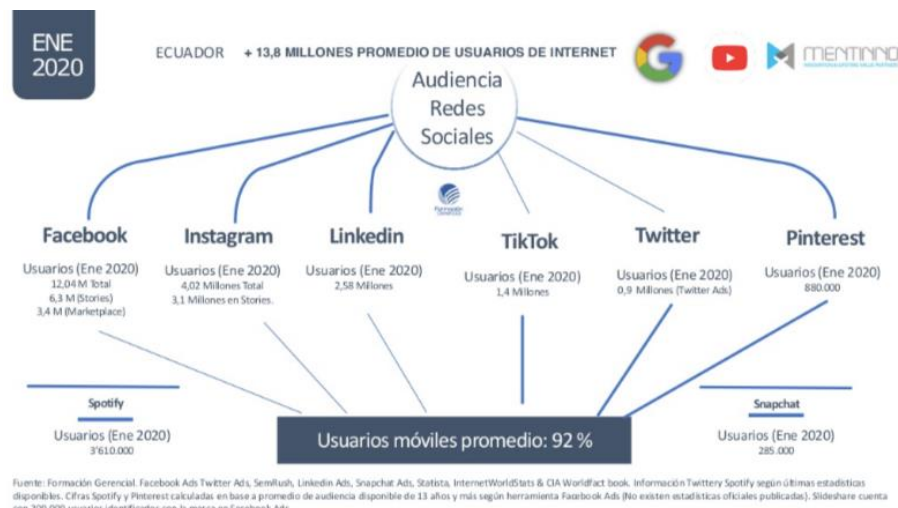 ENE
2020
ECUADOR + 13,8 MILLONES PROMEDIO DE USUARIOS DE INTERNET
MENTINNO
Audiencia
Redes
Sociales
Formación
Facebook
Usuarios (Ene 2020)
12,04 M Total
6,3 M (Stories)
3,4 M (Marketplace)
Instagram
Usuarios (Ene 2020)
4,02 Millones Total
3,1 Millones en Stories.
Linkedin
Usuarios (Ene 2020)
2,58 Millones
TikTok
Usuarios (Ene 2020)
1,4 Millones
Twitter
Usuarios (Ene 2020)
0,9 Millones (Twitter Ads)
Pinterest
Usuarios (Ene 2020)
880.000
Spotify
Usuarios (Ene 2020)
3'610.000
Usuarios móviles promedio: 92 %
Snapchat
Usuarios (Ene 2020)
285.000
Fuente: Formación Gerencial. Facebook Ads Twitter Ads, SemRush, Linkedin Ads, Snapchat Ads, Statista, InternetWorldStats & CIA Worldfact book. Información Twittery Spotify según últimas estadísticas
disponibles. Cifras Spotify y Pinterest calculadas en base a promedio de audiencia disponible de 13 años y más según herramienta Facebook Ads (No existen estadísticas oficiales publicadas). Slideshare cuenta